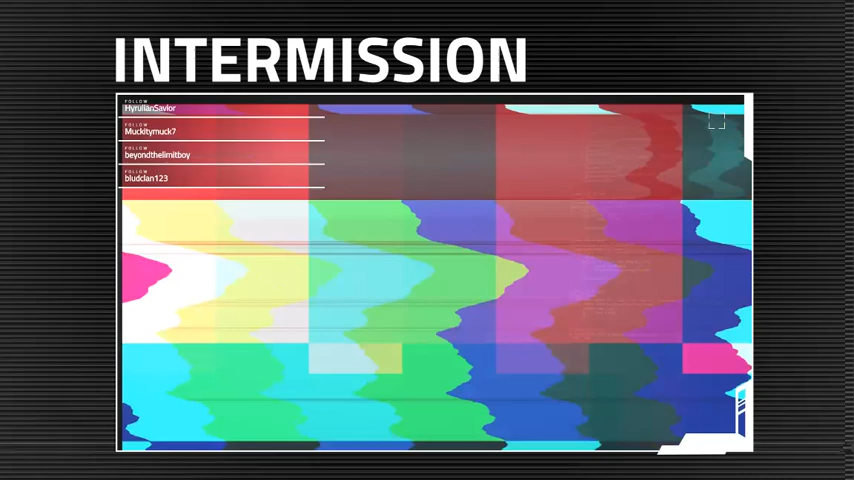 INTERMISSION
FOLLOW
HyrulianSavior
FOLLOW
Muckitymuck7
FOLLOW
beyondthelimitboy
FOLLOW
bludclan123